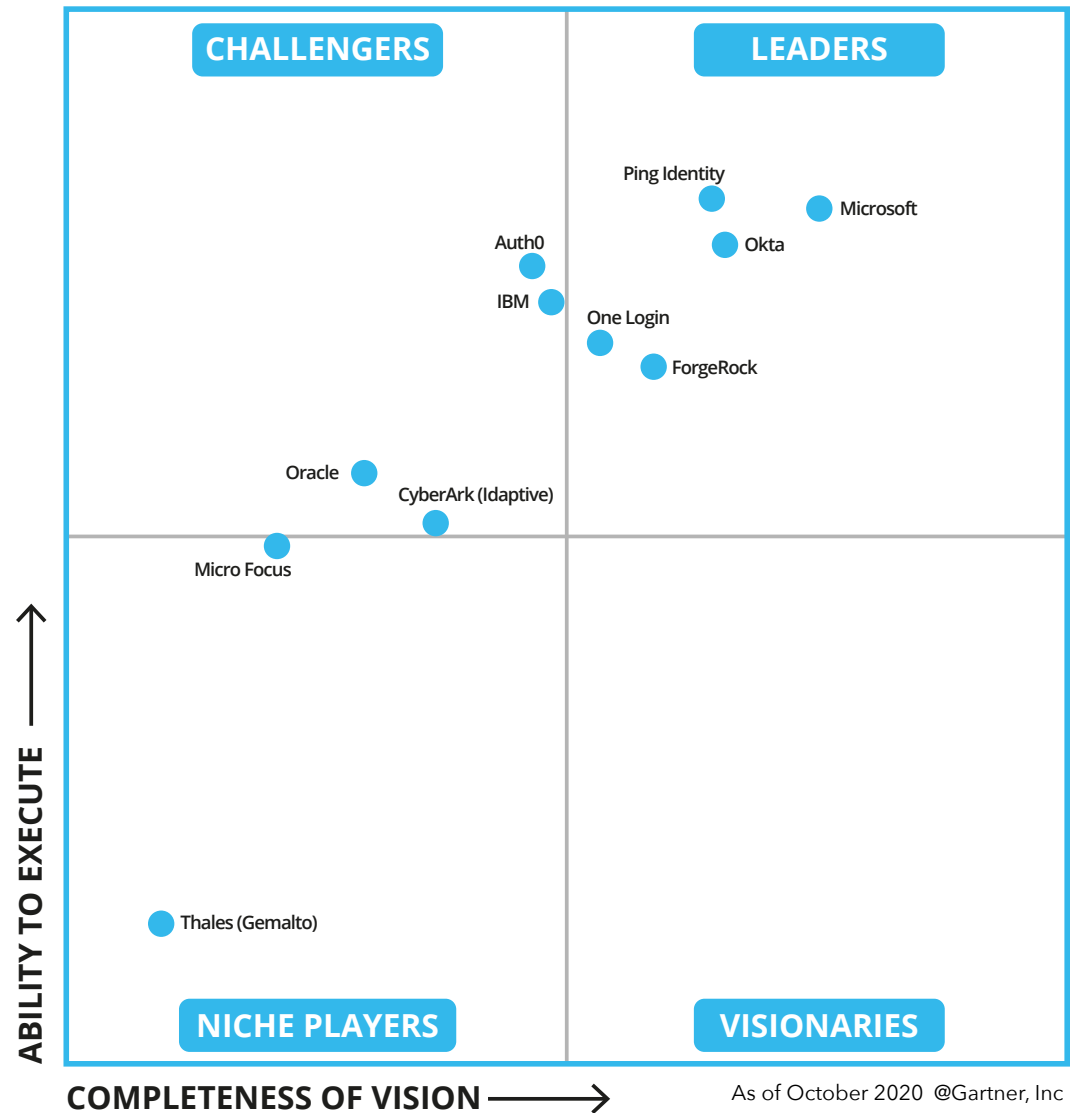 CHALLENGERS
LEADERS
Ping Identity
Microsoft
Auth0
Okta
IBM
One Login
ForgeRock
Oracle
CyberArk (Idaptive)
Micro Focus
Thales (Gemalto)
NICHE PLAYERS
VISIONARIES
ABILITY TO EXECUTE
COMPLETENESS OF VISION
As of October 2020 @Gartner, Inc